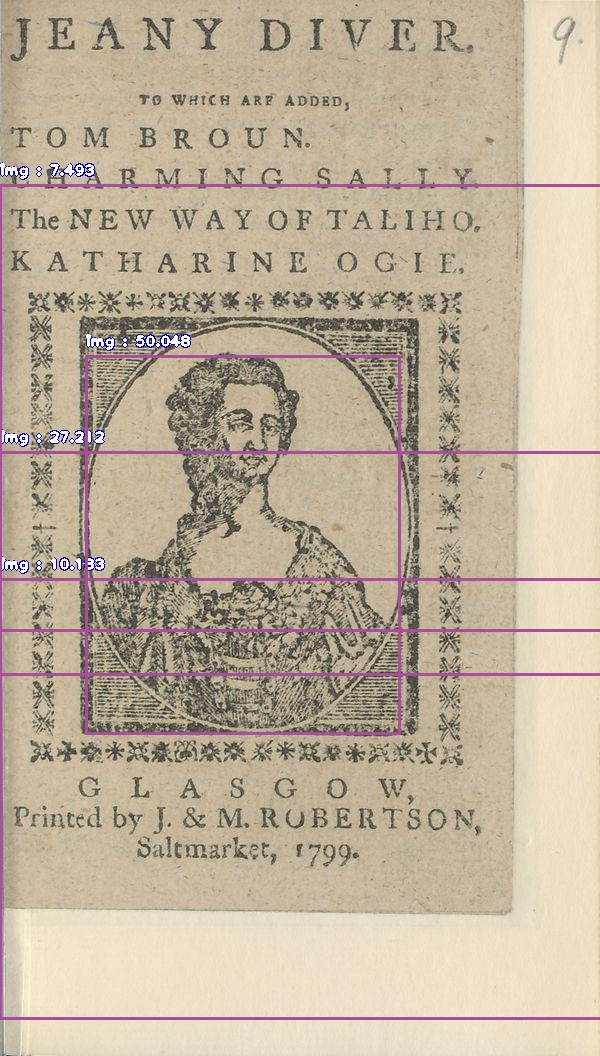 JEANY DIVER.
9.
TO WHICH ARE ADDED,
TOM BROUN.
Img : 7.493
CHARMING SALLY.
The NEW WAY OF TALIHO.
KATHARINE OGIE.
Img : 50.048
Img : 27.212
Img : 10.183
GLASGOW,
Printed by J. & M. ROBERTSON,
Saltmarket, 1799.